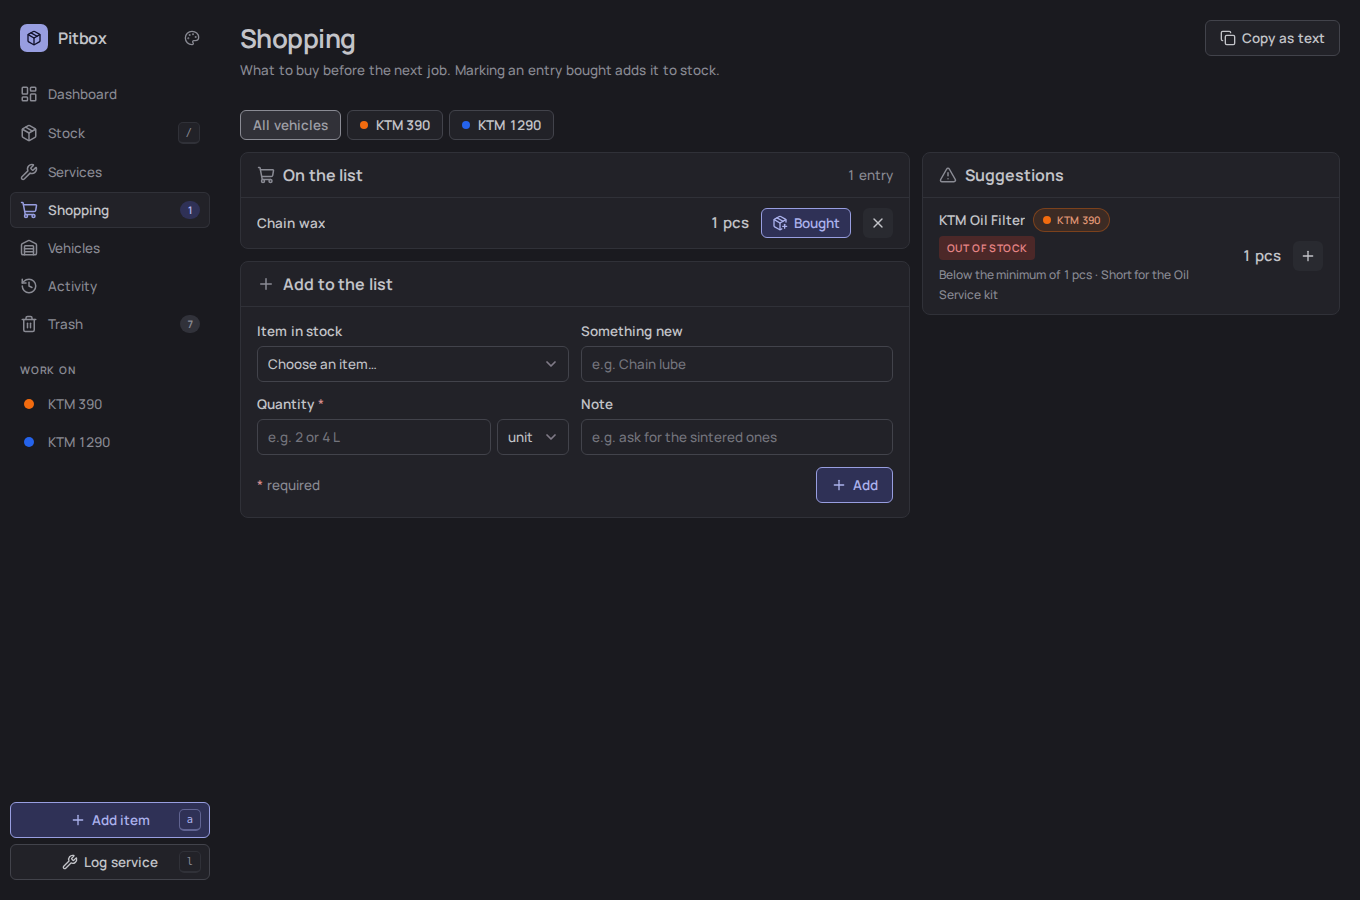 Pitbox
Dashboard
Stock /
Services
Shopping 1
Vehicles
Activity
Trash 7
WORK ON
KTM 390
KTM 1290
Add item a
Log service l
Shopping
What to buy before the next job. Marking an entry bought adds it to stock.
Copy as text
All vehicles KTM 390 KTM 1290
On the list 1 entry
Chain wax 1 pcs Bought
Add to the list
Item in stock Something new
Choose an item... e.g. Chain lube
Quantity * Note
e.g. 2 or 4 L unit e.g. ask for the sintered ones
* required Add
Suggestions
KTM Oil Filter KTM 390
OUT OF STOCK
1 pcs
Below the minimum of 1 pcs · Short for the Oil
Service kit